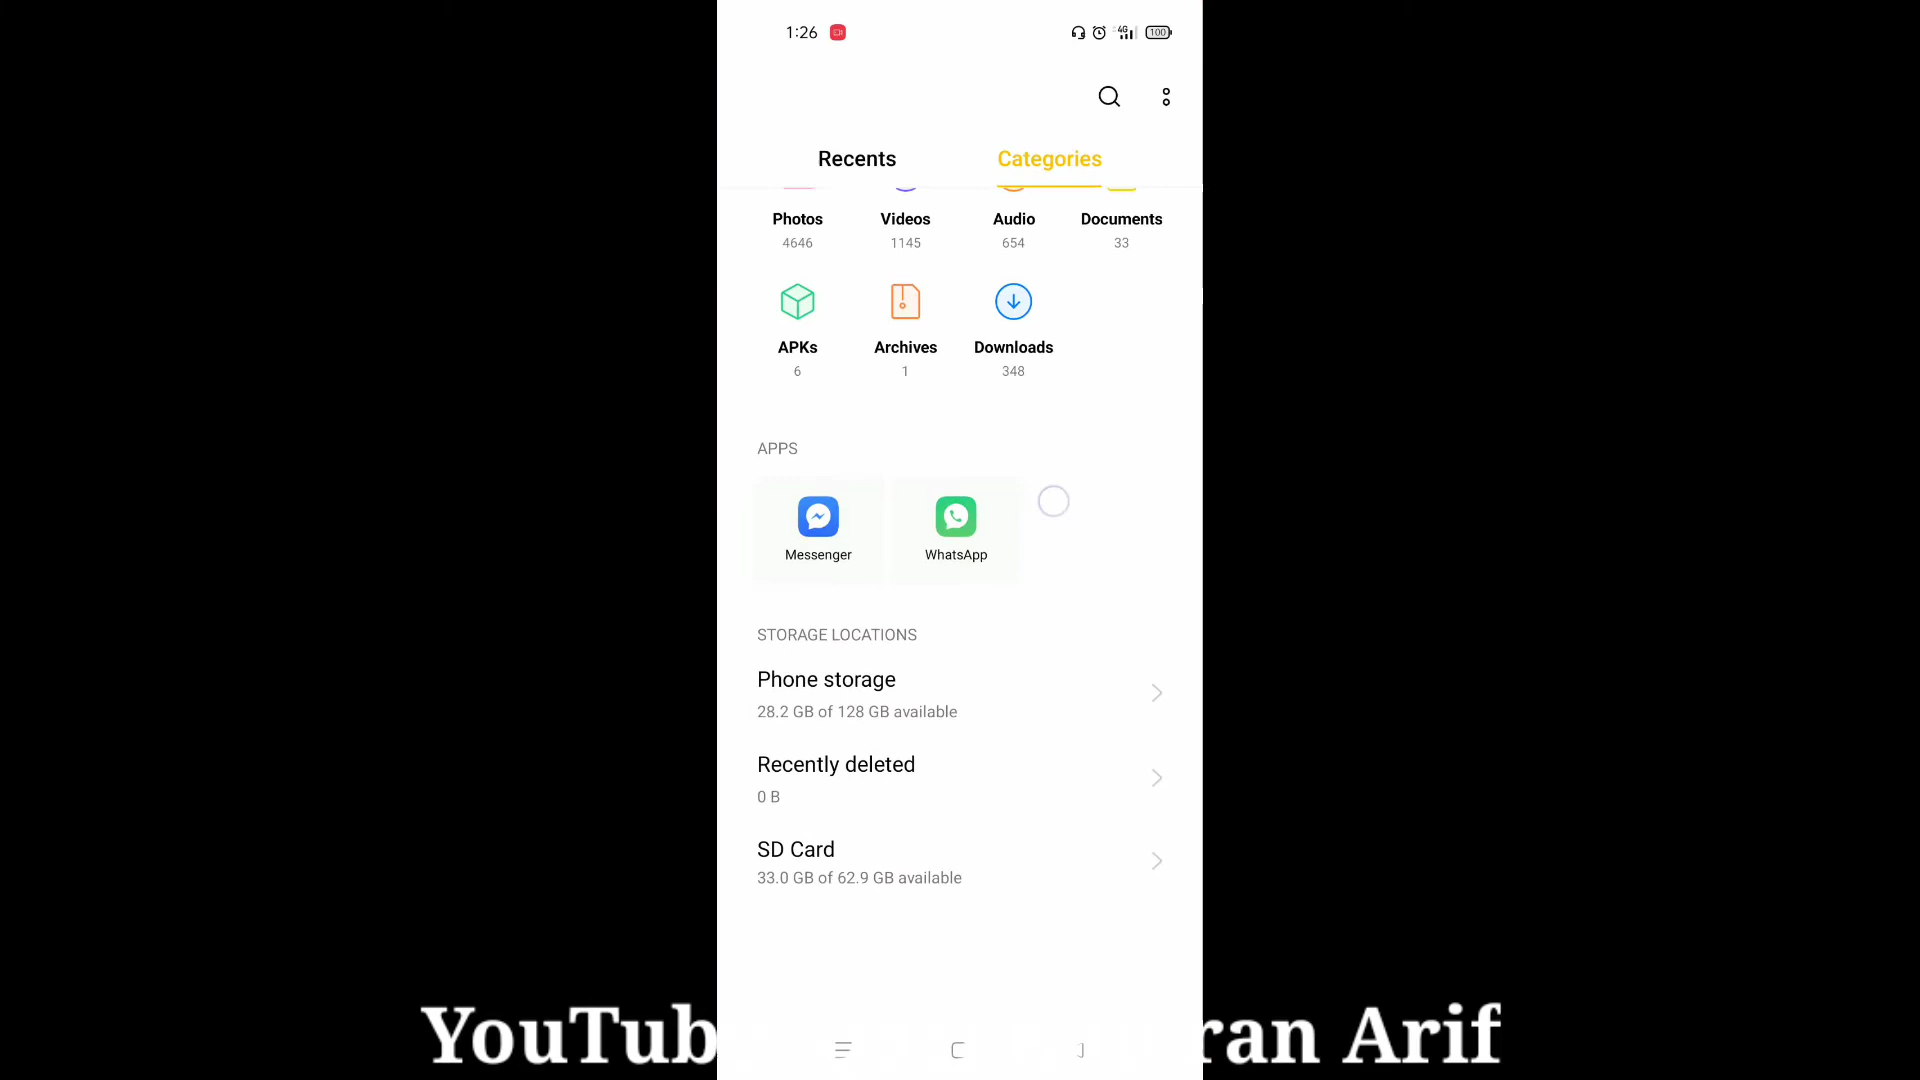 1:26 4G 100
Recents Categories
Photos Videos Audio Documents
4646 1145 654 33
APKs Archives Downloads
6 1 348
APPS
Messenger WhatsApp
STORAGE LOCATIONS
Phone storage
28.2 GB of 128 GB available
Recently deleted
0 B
SD Card
33.0 GB of 62.9 GB available
YouTub ran Arif